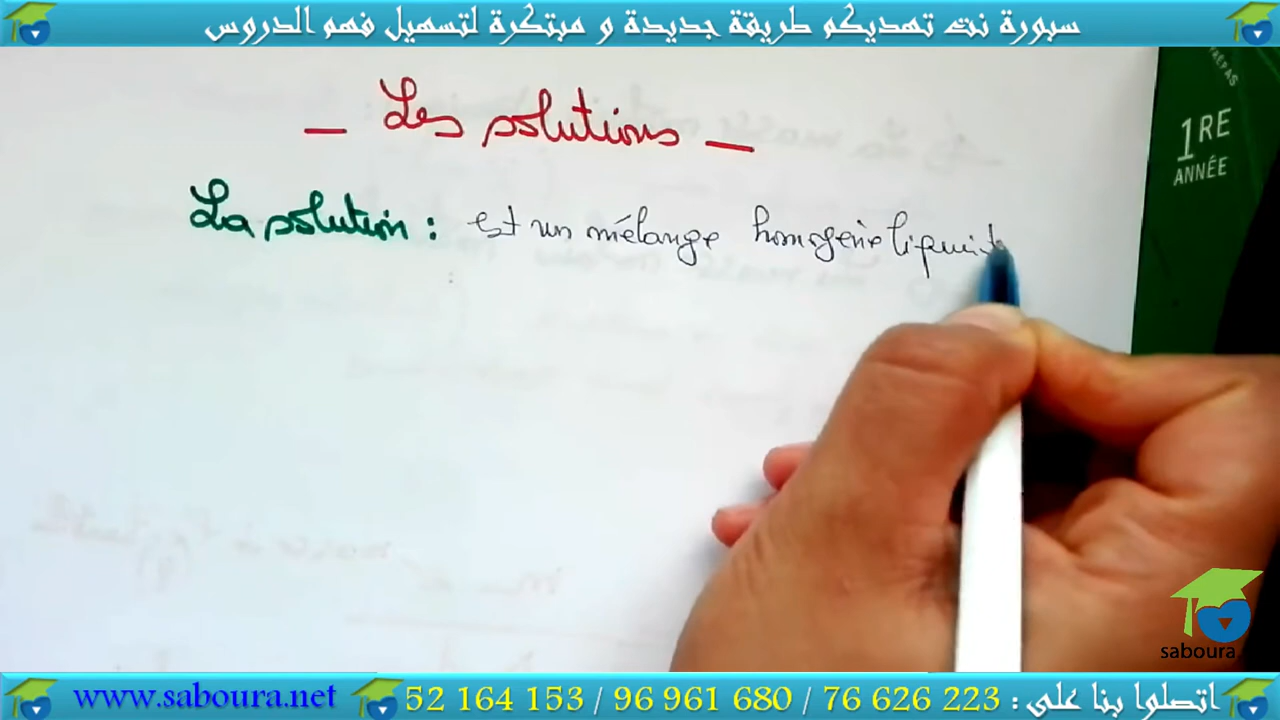 سبورة نت تهديكم طريقة جديدة و مبتكرة لتسهيل فهم الدروس
PREPAS
1RE
ANNÉE
- Les solutions -
La solution : est un mélange homogène liquide
saboura.
www.saboura.net
52 164 153 / 96 961 680 / 76 626 223 : اتصلوا بنا على